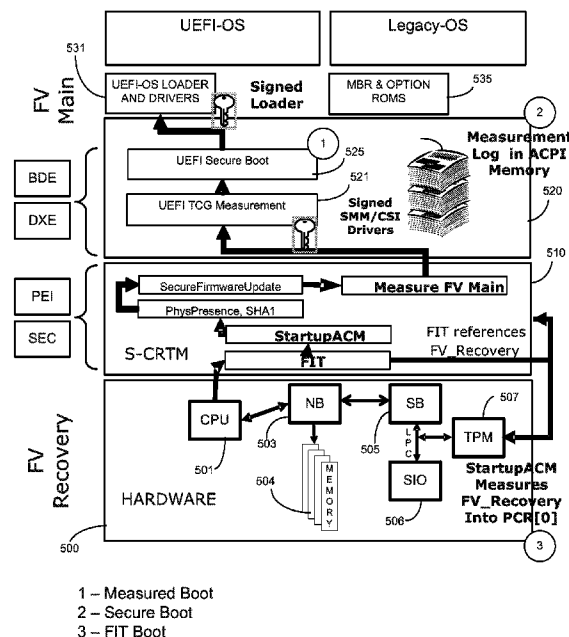 UEFI-OS
Legacy-OS
531
UEFI-OS LOADER
AND DRIVERS
Signed
Loader
MBR & OPTION
ROMS
535
FV
Main
2
1
Measurement
Log in ACPI
Memory
BDE
DXE
UEFI Secure Boot
525
521
UEFI TCG Measurement
Signed
SMM/CSI
Drivers
520
510
PEI
SEC
SecureFirmwareUpdate
Measure FV Main
PhysPresence, SHA1
StartupACM
FIT
S-CRTM
FIT references
FV_Recovery
FV
Recovery
CPU
NB
SB
507
TPM
501
503
505
LPC
504
MEMORY
SIO
506
HARDWARE
StartupACM
Measures
FV_Recovery
Into PCR[0]
500
3
1 – Measured Boot
2 – Secure Boot
3 – FIT Boot